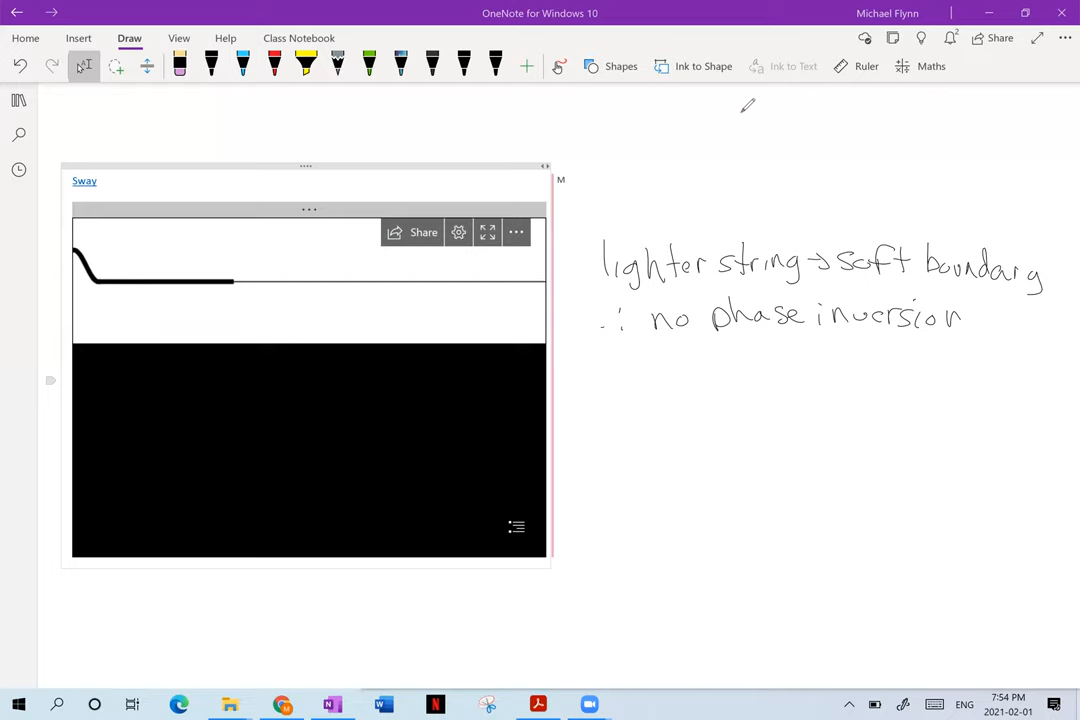 OneNote for Windows 10
Michael Flynn
Home
Insert
Draw
View
Help
Class Notebook
Share
Shapes
Ink to Shape
Ink to Text
Ruler
Maths
Sway
M
Share
lighter string → soft boundary
∴ no phase inversion
7:54 PM
ENG
2021-02-01